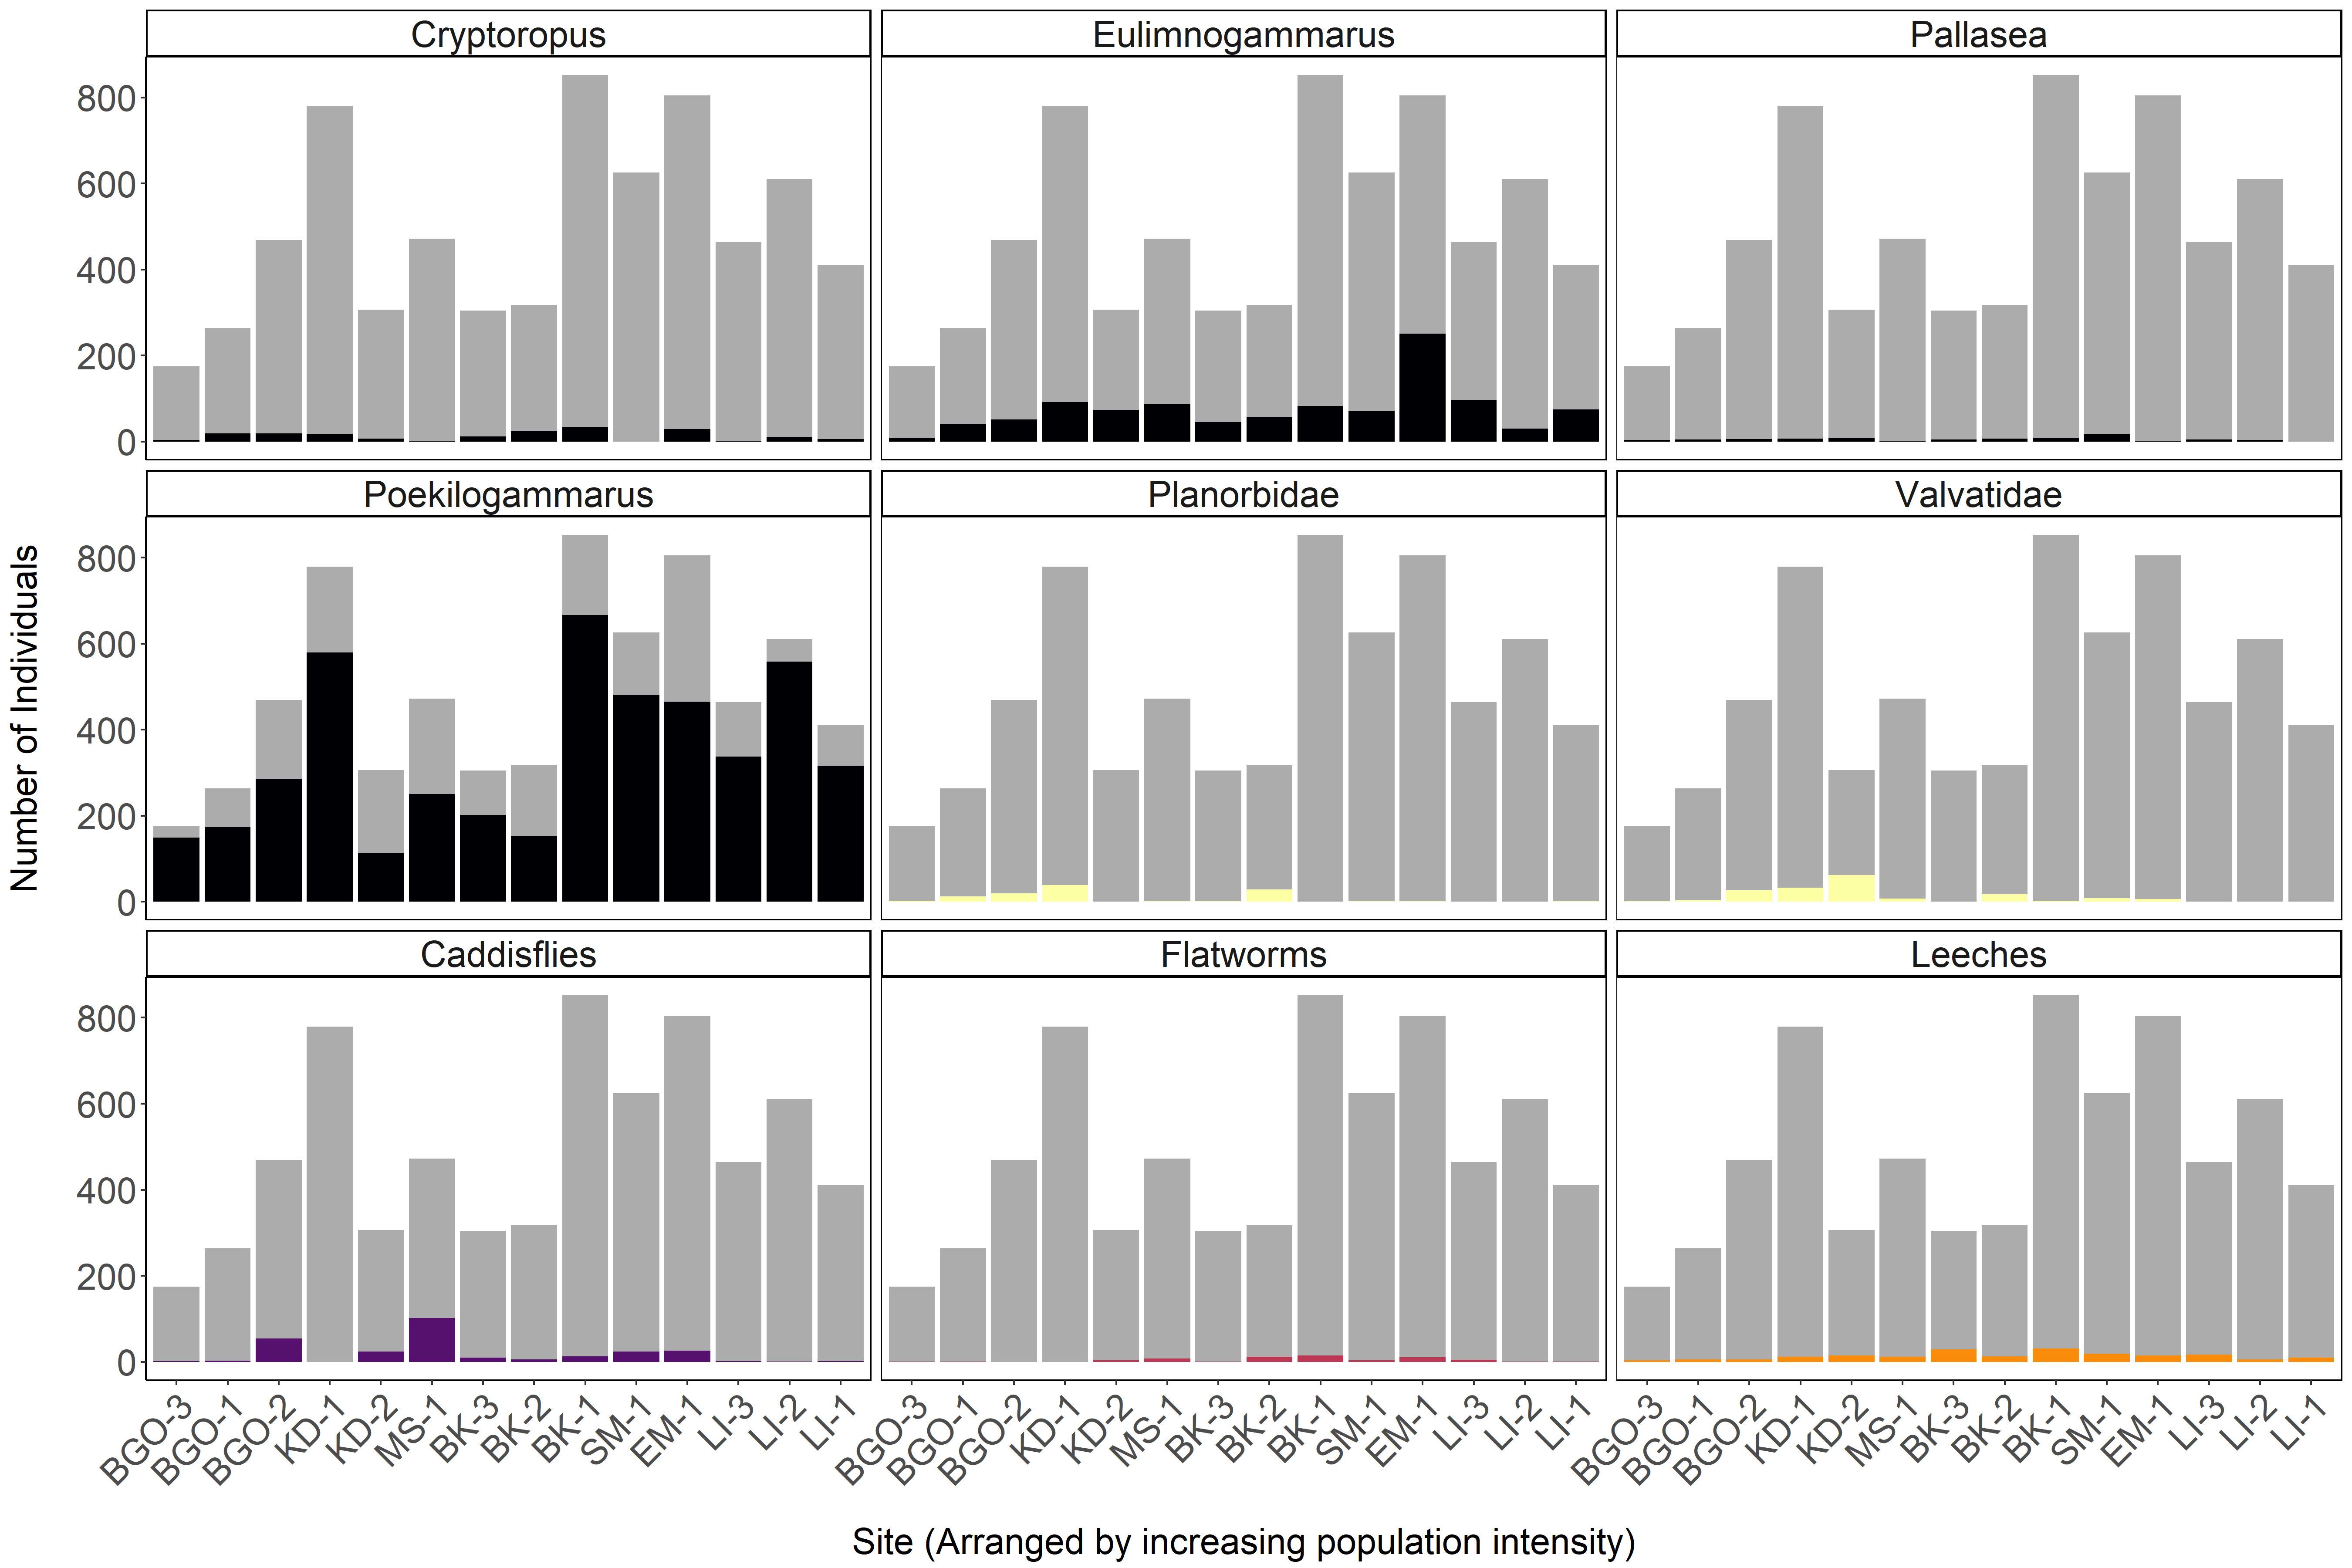 Cryptoropus Eulimnogammarus Pallasea
800
600
400
200
0
Poekilogammarus Planorbidae Valvatidae
Number of Individuals
800
600
400
200
0
Caddisflies Flatworms Leeches
800
600
400
200
0
BGO-3 BGO-1 BGO-2 KD-1 KD-2 MS-1 BK-3 BK-2 BK-1 SM-1 EM-1 LI-3 LI-2 LI-1
BGO-3 BGO-1 BGO-2 KD-1 KD-2 MS-1 BK-3 BK-2 BK-1 SM-1 EM-1 LI-3 LI-2 LI-1
BGO-3 BGO-1 BGO-2 KD-1 KD-2 MS-1 BK-3 BK-2 BK-1 SM-1 EM-1 LI-3 LI-2 LI-1
Site (Arranged by increasing population intensity)